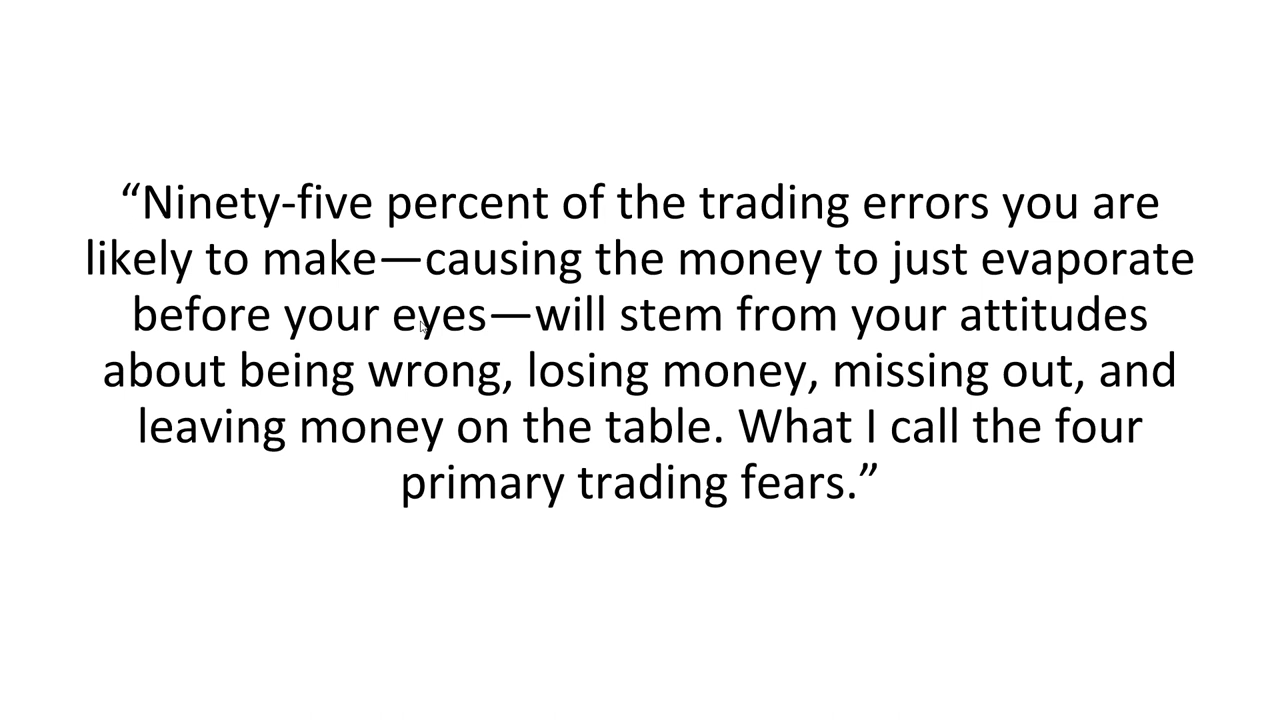 “Ninety-five percent of the trading errors you are
likely to make—causing the money to just evaporate
before your eyes—will stem from your attitudes
about being wrong, losing money, missing out, and
leaving money on the table. What I call the four
primary trading fears.”